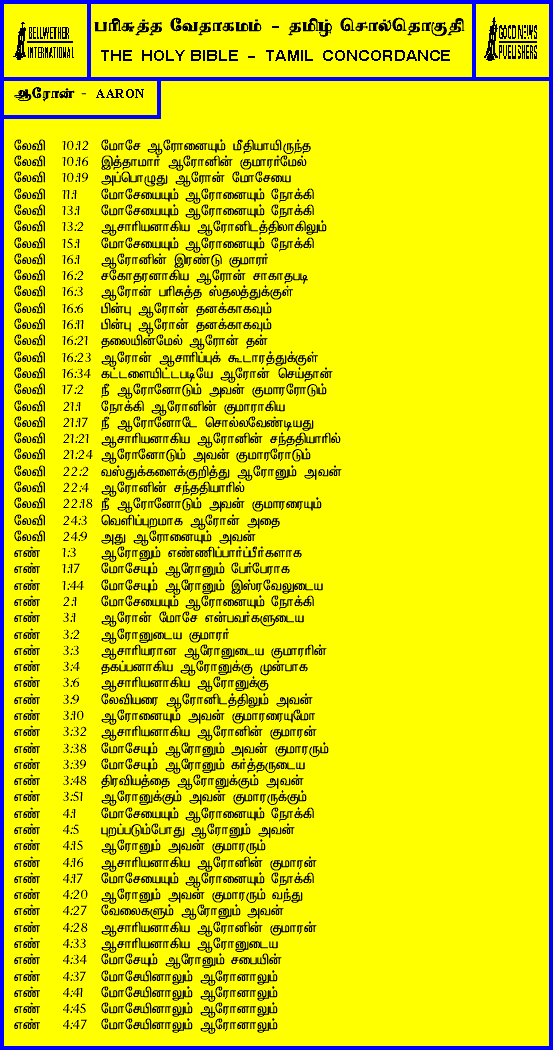 BELLWETHER
INTERNATIONAL
பரிசுத்த வேதாகமம் - தமிழ் சொல்தொகுதி
THE HOLY BIBLE - TAMIL CONCORDANCE
GOOD NEWS
PUBLISHERS
ஆரோன் - AARON
லேவி 10:12 மோசே ஆரோனையும் மீதியாயிருந்த
லேவி 10:16 இத்தாமார் ஆரோனின் குமாரர்மேல்
லேவி 10:19 அப்பொழுது ஆரோன் மோசேயை
லேவி 11:1 மோசேயையும் ஆரோனையும் நோக்கி
லேவி 13:1 மோசேயையும் ஆரோனையும் நோக்கி
லேவி 13:2 ஆசாரியனாகிய ஆரோனிடத்திலாகிலும்
லேவி 15:1 மோசேயையும் ஆரோனையும் நோக்கி
லேவி 16:1 ஆரோனின் இரண்டு குமாரர்
லேவி 16:2 சகோதரனாகிய ஆரோன் சாகாதபடி
லேவி 16:3 ஆரோன் பரிசுத்த ஸ்தலத்துக்குள்
லேவி 16:6 பின்பு ஆரோன் தனக்காகவும்
லேவி 16:11 பின்பு ஆரோன் தனக்காகவும்
லேவி 16:21 தலையின்மேல் ஆரோன் தன்
லேவி 16:23 ஆரோன் ஆசாரிப்புக் கூடாரத்துக்குள்
லேவி 16:34 கட்டளையிட்டபடியே ஆரோன் செய்தான்
லேவி 17:2 நீ ஆரோனோடும் அவன் குமாரரோடும்
லேவி 21:1 நோக்கி ஆரோனின் குமாராகிய
லேவி 21:17 நீ ஆரோனோடே சொல்லவேண்டியது
லேவி 21:21 ஆசாரியனாகிய ஆரோனின் சந்ததியாரில்
லேவி 21:24 ஆரோனோடும் அவன் குமாரரோடும்
லேவி 22:2 வஸ்துக்களைக்குறித்து ஆரோனும் அவன்
லேவி 22:4 ஆரோனின் சந்ததியாரில்
லேவி 22:18 நீ ஆரோனோடும் அவன் குமாரரையும்
லேவி 24:3 வெளிப்புறமாக ஆரோன் அதை
லேவி 24:9 அது ஆரோனையும் அவன்
எண் 1:3 ஆரோனும் எண்ணிப்பார்ப்பீர்களாக
எண் 1:17 மோசேயும் ஆரோனும் பேர்பேராக
எண் 1:44 மோசேயும் ஆரோனும் இஸ்ரவேலுடைய
எண் 2:1 மோசேயையும் ஆரோனையும் நோக்கி
எண் 3:1 ஆரோன் மோசே என்பவர்களுடைய
எண் 3:2 ஆரோனுடைய குமாரர்
எண் 3:3 ஆசாரியரான ஆரோனுடைய குமாரரின்
எண் 3:4 தகப்பனாகிய ஆரோனுக்கு முன்பாக
எண் 3:6 ஆசாரியனாகிய ஆரோனுக்கு
எண் 3:9 லேவியரை ஆரோனிடத்திலும் அவன்
எண் 3:10 ஆரோனையும் அவன் குமாரரையுமோ
எண் 3:32 ஆசாரியனாகிய ஆரோனின் குமாரன்
எண் 3:38 மோசேயும் ஆரோனும் அவன் குமாரரும்
எண் 3:39 மோசேயும் ஆரோனும் கர்த்தருடைய
எண் 3:48 திரவியத்தை ஆரோனுக்கும் அவன்
எண் 3:51 ஆரோனுக்கும் அவன் குமாரருக்கும்
எண் 4:1 மோசேயையும் ஆரோனையும் நோக்கி
எண் 4:5 புறப்படும்போது ஆரோனும் அவன்
எண் 4:15 ஆரோனும் அவன் குமாரரும்
எண் 4:16 ஆசாரியனாகிய ஆரோனின் குமாரன்
எண் 4:17 மோசேயையும் ஆரோனையும் நோக்கி
எண் 4:20 ஆரோனும் அவன் குமாரரும் வந்து
எண் 4:27 வேலைகளும் ஆரோனும் அவன்
எண் 4:28 ஆசாரியனாகிய ஆரோனின் குமாரன்
எண் 4:33 ஆசாரியனாகிய ஆரோனுடைய
எண் 4:34 மோசேயும் ஆரோனும் சபையின்
எண் 4:37 மோசேயினாலும் ஆரோனாலும்
எண் 4:41 மோசேயினாலும் ஆரோனாலும்
எண் 4:45 மோசேயினாலும் ஆரோனாலும்
எண் 4:47 மோசேயினாலும் ஆரோனாலும்